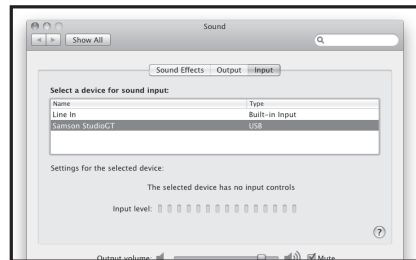 Sound
Show All
Sound Effects Output Input
Select a device for sound input:
Name Type
Line In Built-in Input
Samson StudioGT USB
Settings for the selected device:
The selected device has no input controls
Input level:
?
Output volume: Mute